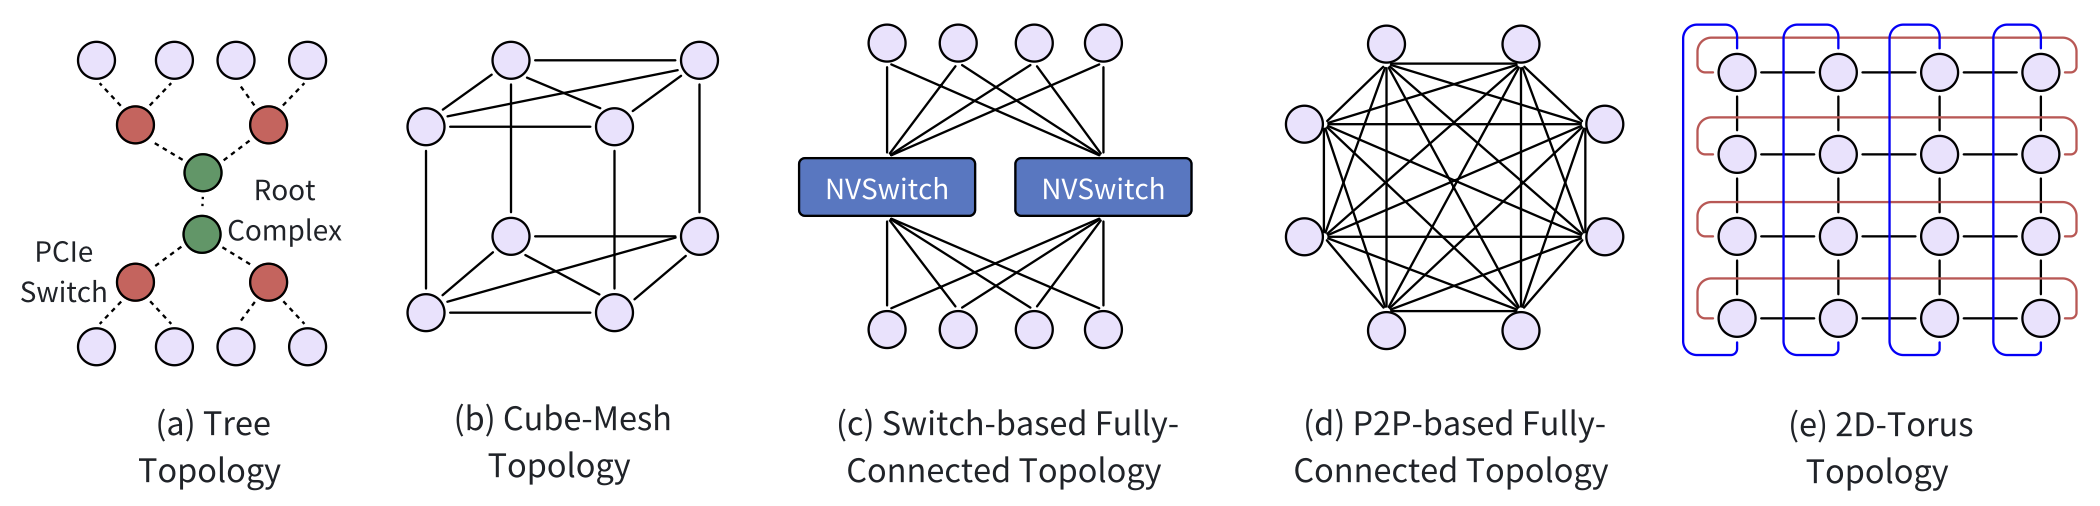 Root
Complex
PCIe
Switch
NVSwitch
NVSwitch
(a) Tree
Topology
(b) Cube-Mesh
Topology
(c) Switch-based Fully-
Connected Topology
(d) P2P-based Fully-
Connected Topology
(e) 2D-Torus
Topology